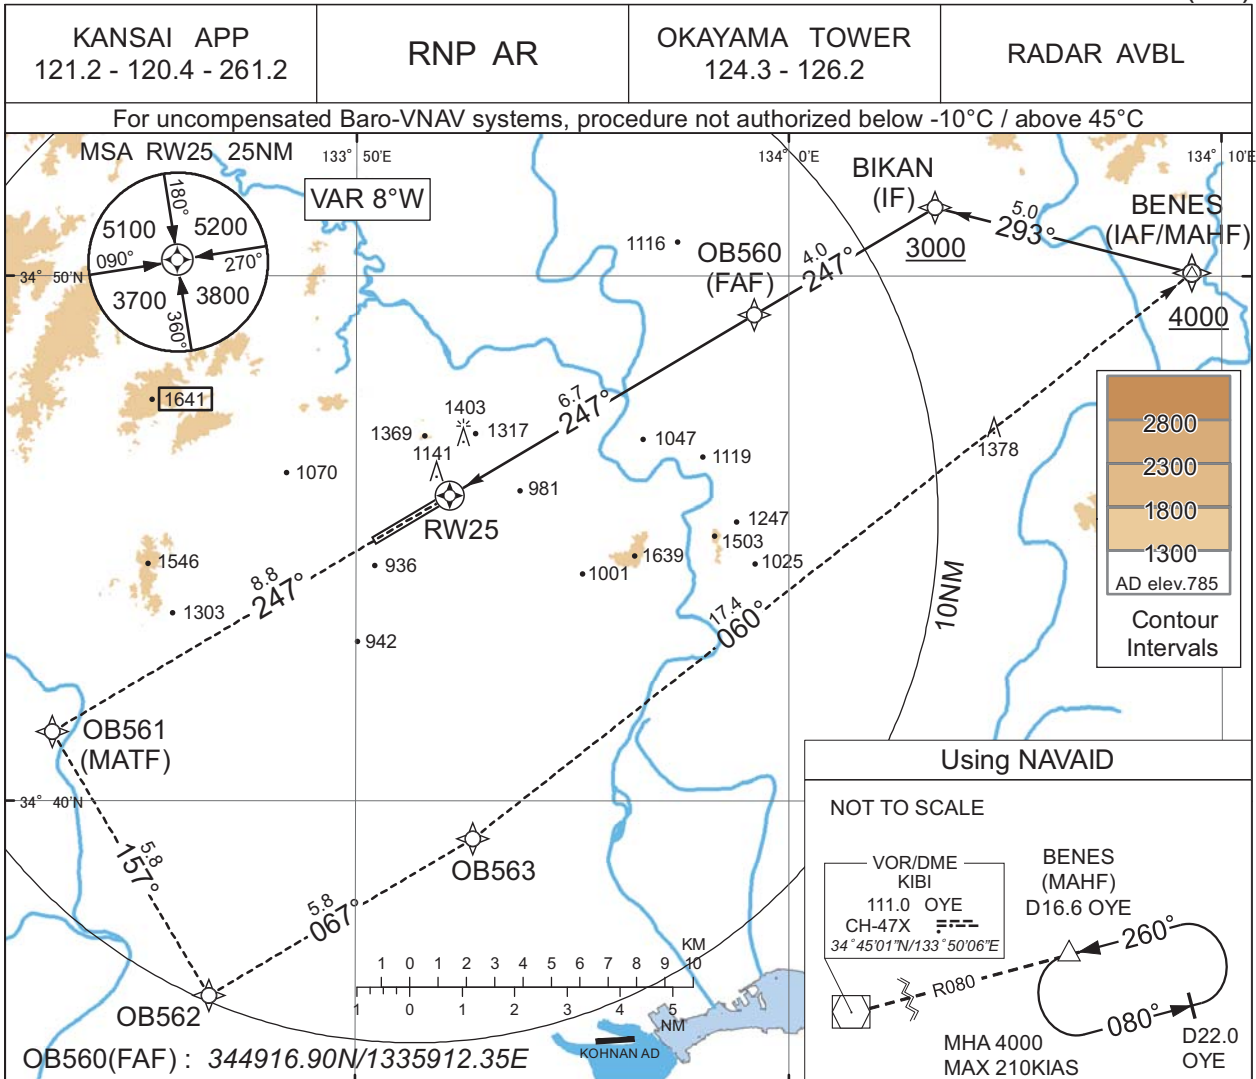 KANSAI APP
121.2 - 120.4 - 261.2
RNP AR
OKAYAMA TOWER
124.3 - 126.2
RADAR AVBL
For uncompensated Baro-VNAV systems, procedure not authorized below -10°C / above 45°C
MSA RW25 25NM
133° 50'E
134° 0'E
134° 10'E
VAR 8°W
180°
5100
5200
090°
270°
3700
3800
360°
34° 50'N
BIKAN
(IF)
3000
5.0
293°
BENES
(IAF/MAHF)
4000
1116
OB560
(FAF)
4.0
247°
1641
6.7
247°
1403
1369
1317
1141
1070
1047
1119
981
RW25
1378
2800
2300
1800
1300
AD elev.785
Contour
Intervals
1247
1503
1639
1025
1001
936
1546
1303
8.8
247°
942
17.4
060°
10NM
OB561
(MATF)
34° 40'N
5.8
157°
OB563
5.8
067°
OB562
KM
1 0 1 2 3 4 5 6 7 8 9 10
1 0 1 2 3 4 5
NM
KOHNAN AD
OB560(FAF) : 344916.90N/1335912.35E
Using NAVAID
NOT TO SCALE
VOR/DME
KIBI
111.0 OYE
CH-47X
34°45'01"N/133°50'06"E
BENES
(MAHF)
D16.6 OYE
260°
R080
080°
D22.0
OYE
MHA 4000
MAX 210KIAS